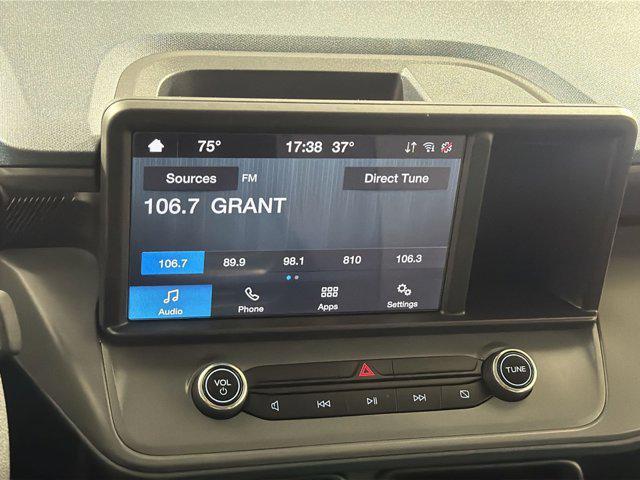 75° 17:38 37°
Sources FM Direct Tune
106.7 GRANT
106.7 89.9 98.1 810 106.3
Audio Phone Apps Settings
VOL TUNE